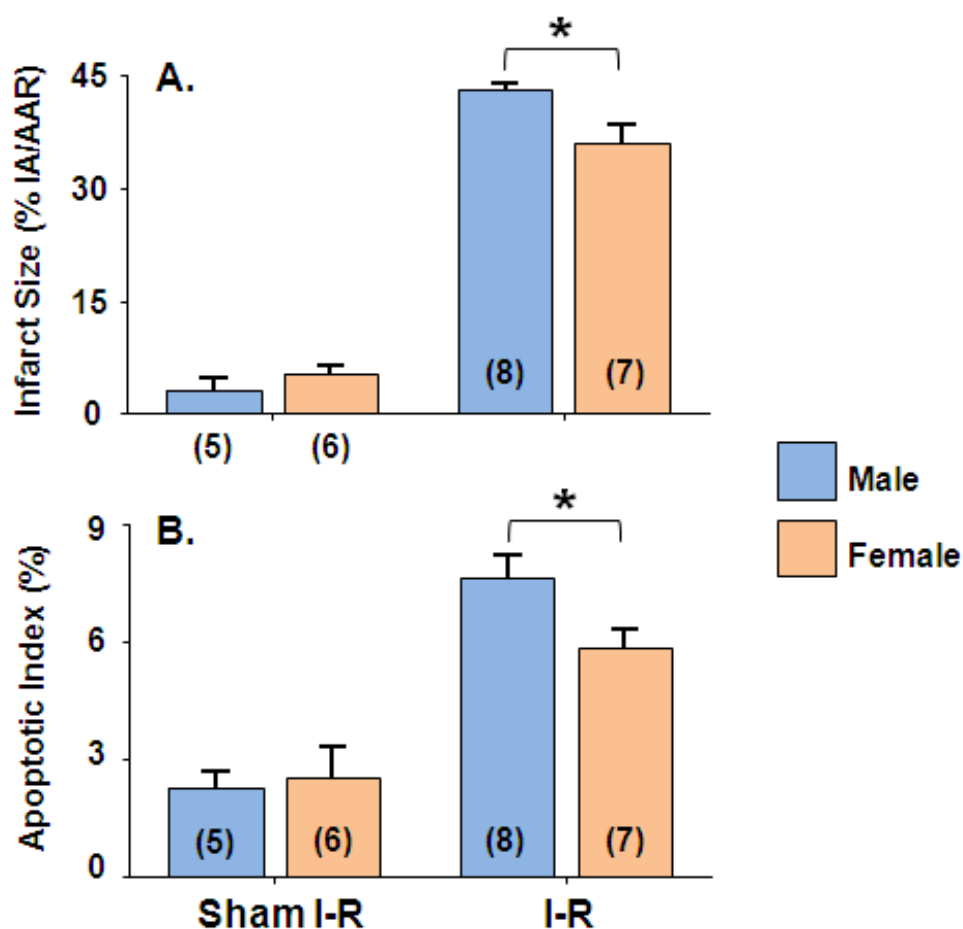 *
A.
Infarct Size (% IA/AAR)
45
30
15
0
(8)
(7)
(5)
(6)
Male
Female
*
B.
Apoptotic Index (%)
9
6
3
0
(5)
(6)
(8)
(7)
Sham I-R
I-R